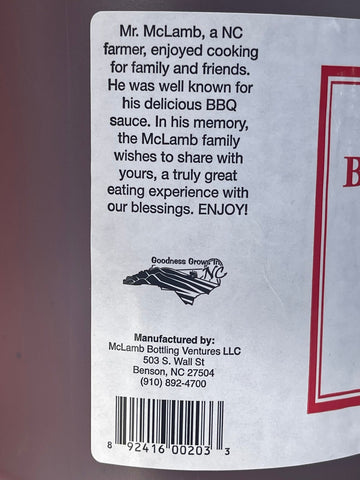 Mr. McLamb, a NC
farmer, enjoyed cooking
for family and friends.
He was well known for
his delicious BBQ
sauce. In his memory,
the McLamb family
wishes to share with
yours, a truly great
eating experience with
our blessings. ENJOY!
Goodness Grows in
NC
Manufactured by:
McLamb Bottling Ventures LLC
503 S. Wall St
Benson, NC 27504
(910) 892-4700
8 92416 00203 3
B